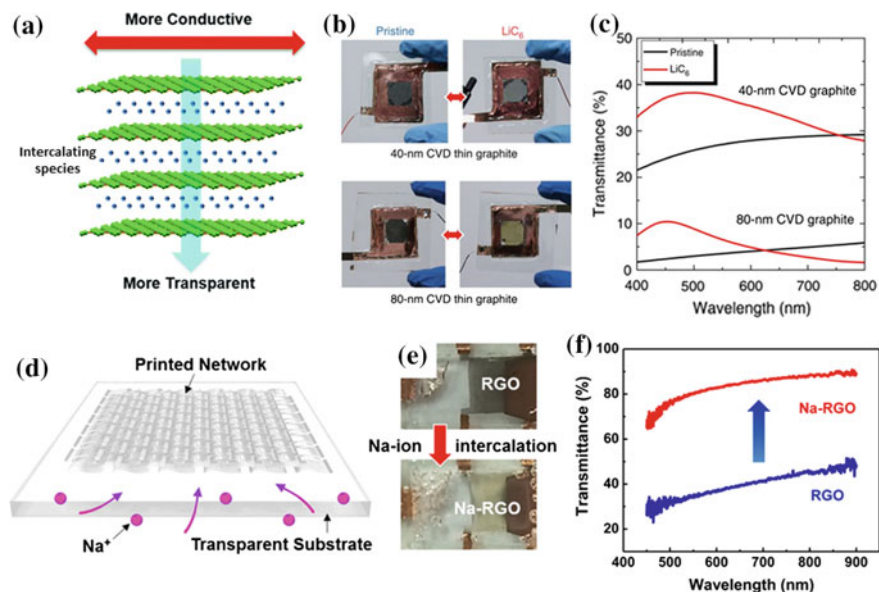 (a)
More Conductive
Intercalating
species
More Transparent
(b)
Pristine
LiC6
40-nm CVD thin graphite
80-nm CVD thin graphite
(c)
Pristine
LiC6
40-nm CVD graphite
80-nm CVD graphite
Transmittance (%)
50
40
30
20
10
0
400 500 600 700 800
Wavelength (nm)
(d)
Printed Network
Na+
Transparent Substrate
(e)
RGO
Na-ion intercalation
Na-RGO
(f)
Transmittance (%)
100
80
60
40
20
Na-RGO
RGO
400 500 600 700 800 900
Wavelength (nm)